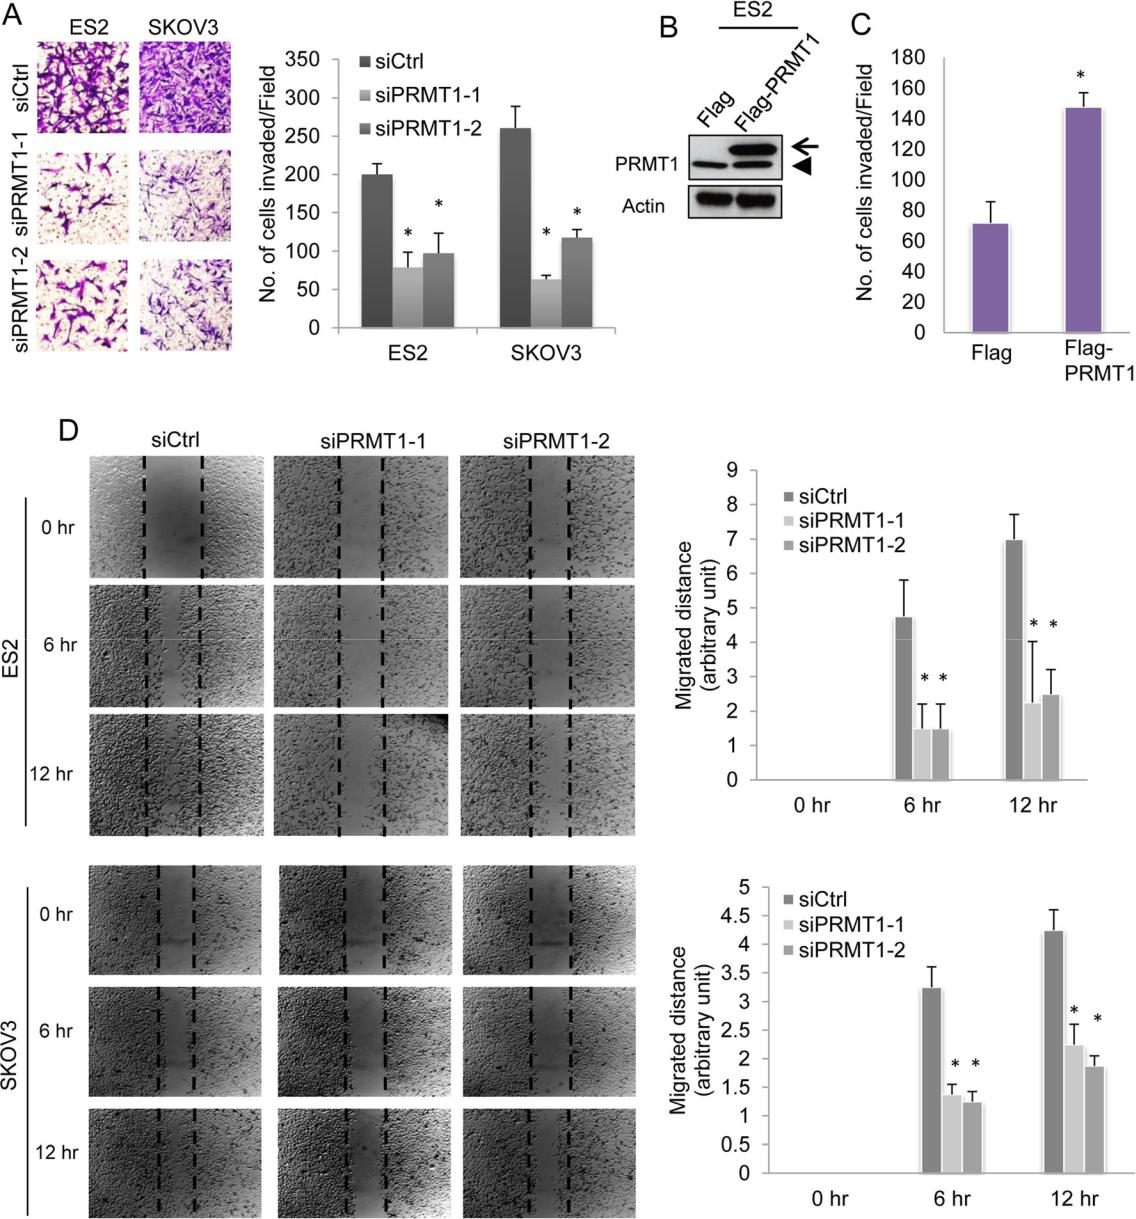 A
ES2 SKOV3
siCtrl
siPRMT1-1
siPRMT1-2
No. of cells invaded/Field
350
300
250
200
150
100
50
0
siCtrl
siPRMT1-1
siPRMT1-2
* * * *
ES2 SKOV3
B
ES2
Flag
Flag-PRMT1
PRMT1
Actin
C
No. of cells invaded/Field
180
160
140
120
100
80
60
40
20
0
*
Flag
Flag-
PRMT1
D
siCtrl siPRMT1-1 siPRMT1-2
ES2
0 hr
6 hr
12 hr
Migrated distance
(arbitrary unit)
9
8
7
6
5
4
3
2
1
0
siCtrl
siPRMT1-1
siPRMT1-2
* * * *
0 hr 6 hr 12 hr
SKOV3
0 hr
6 hr
12 hr
Migrated distance
(arbitrary unit)
5
4.5
4
3.5
3
2.5
2
1.5
1
0.5
0
siCtrl
siPRMT1-1
siPRMT1-2
* * * *
0 hr 6 hr 12 hr